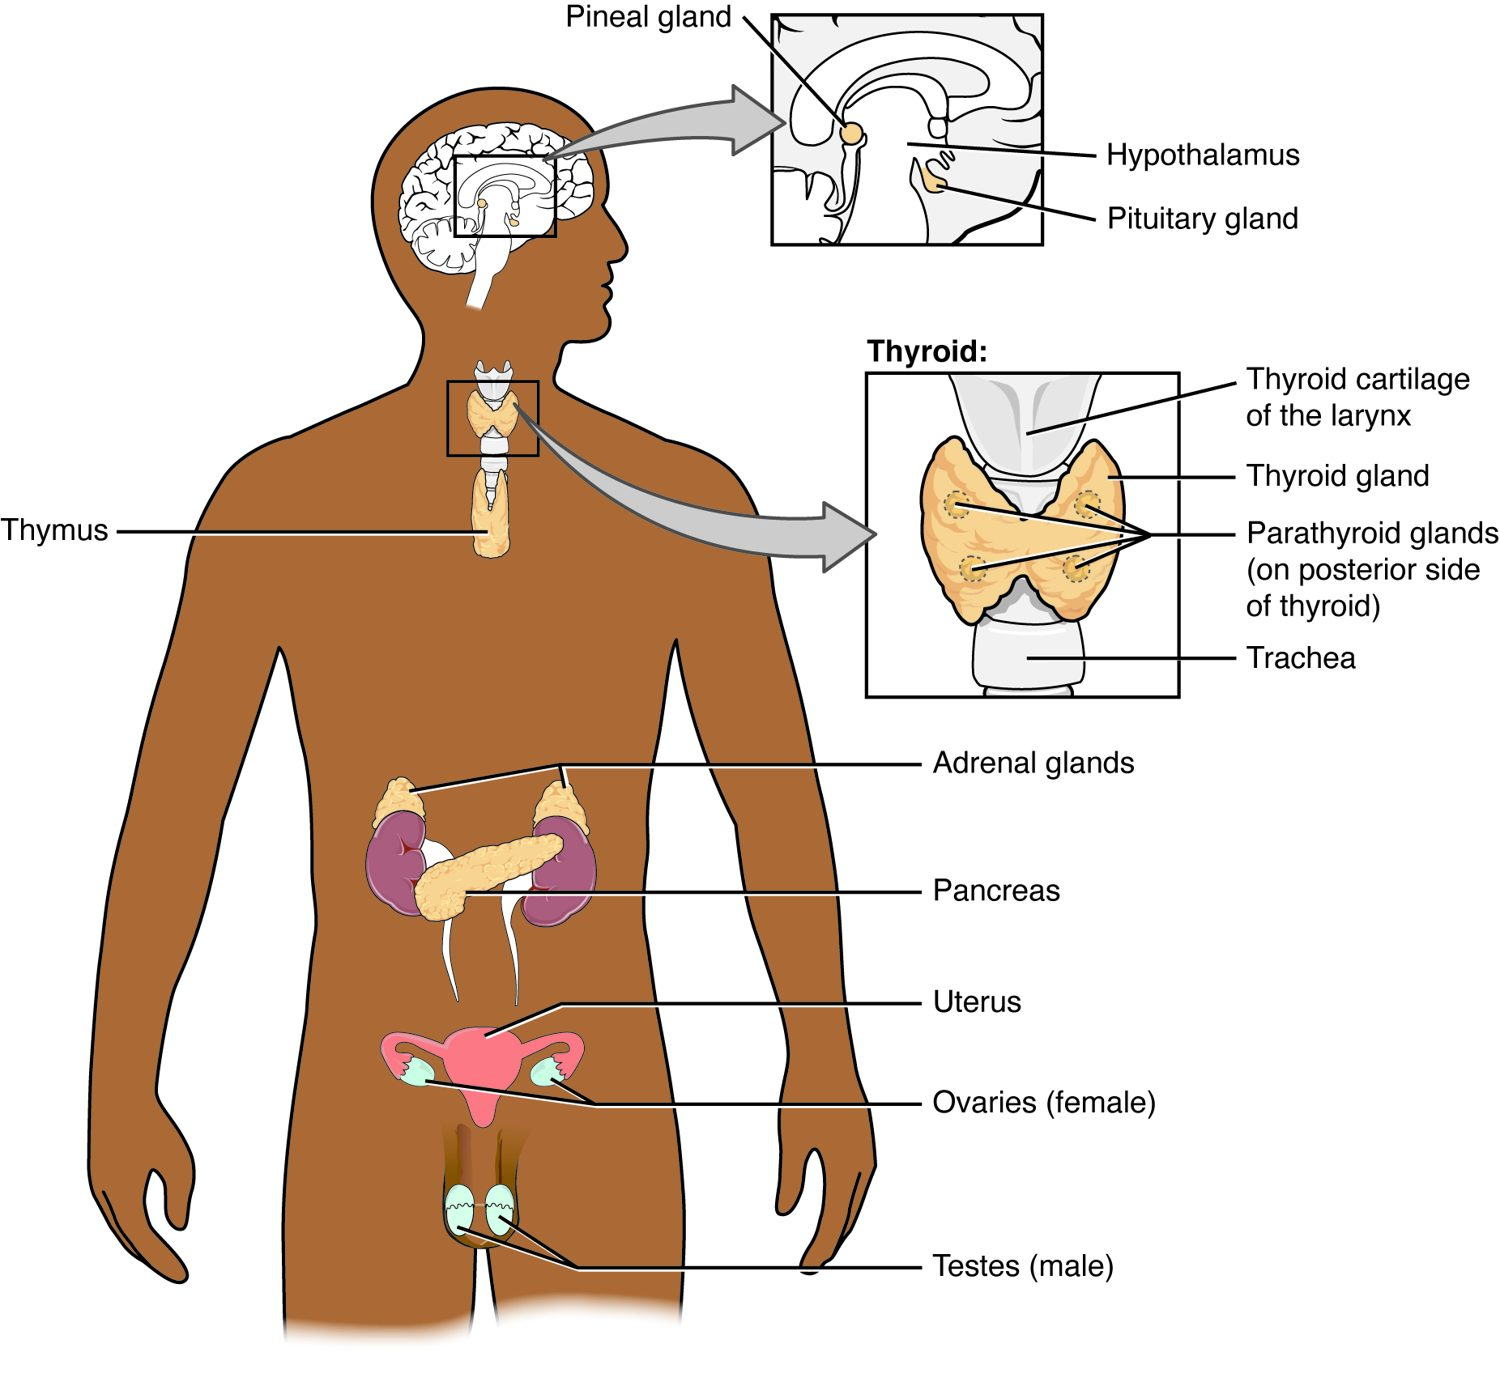 Pineal gland
Hypothalamus
Pituitary gland
Thyroid:
Thyroid cartilage
of the larynx
Thyroid gland
Parathyroid glands
(on posterior side
of thyroid)
Trachea
Thymus
Adrenal glands
Pancreas
Uterus
Ovaries (female)
Testes (male)